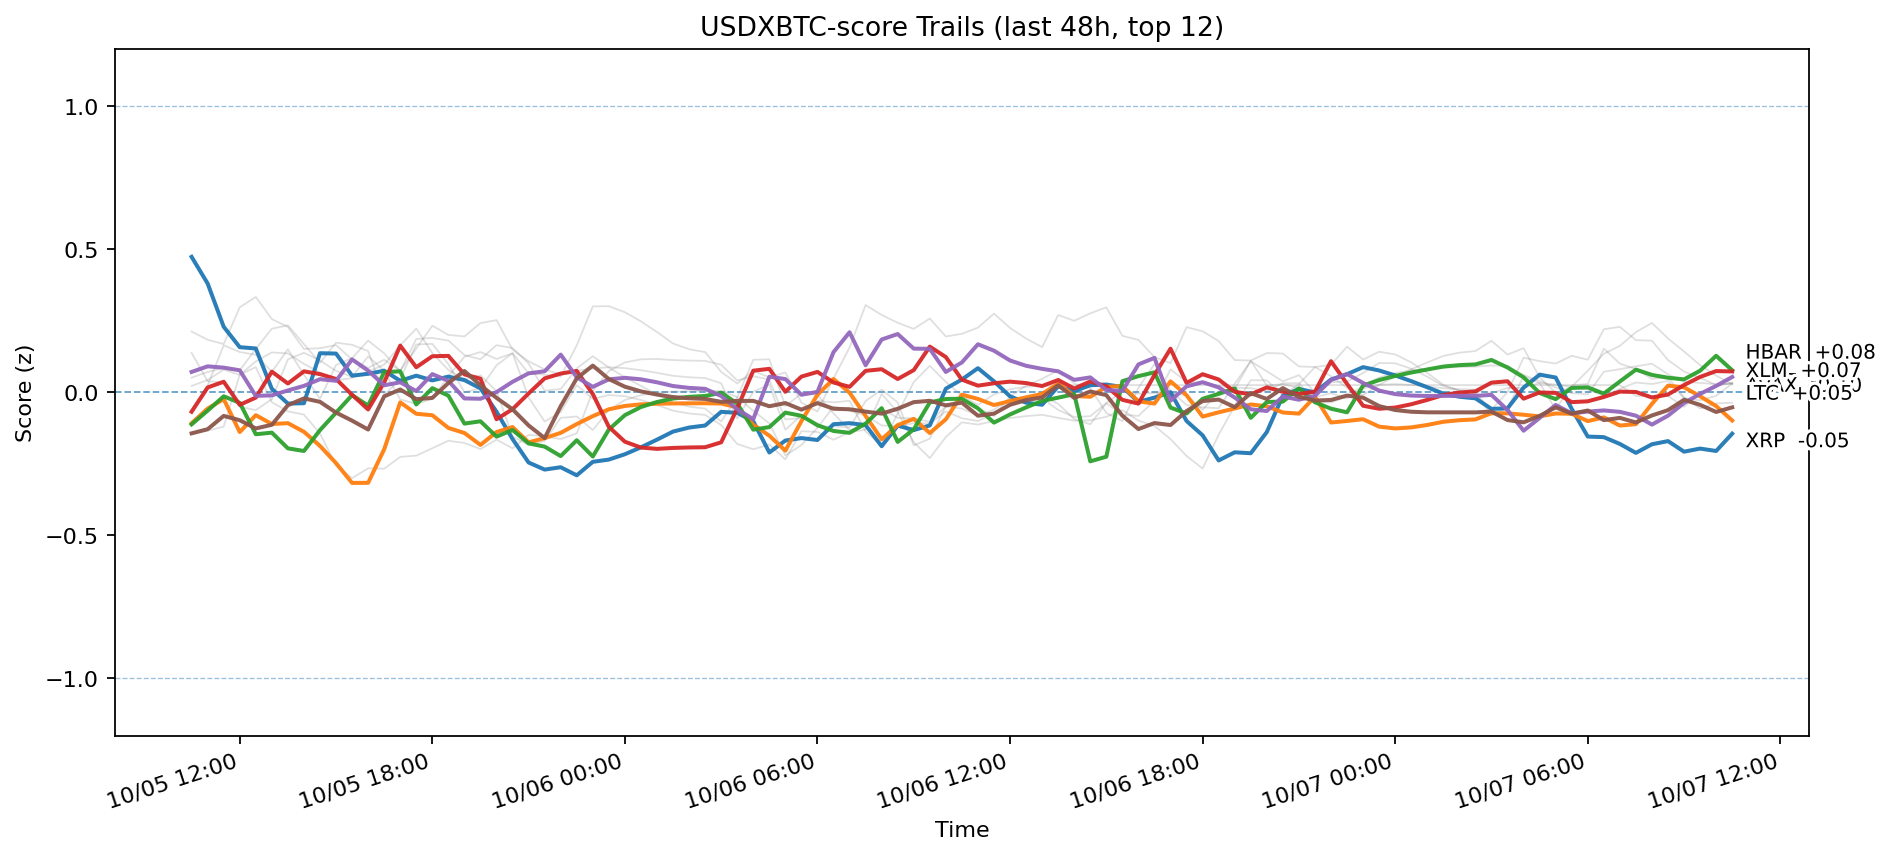 USDXBTC-score Trails (last 48h, top 12)
Score (z)
1.0
0.5
0.0
−0.5
−1.0
HBAR +0.08
XLM +0.07
LTC +0.05
XRP -0.05
10/05 12:00
10/05 18:00
10/06 00:00
10/06 06:00
10/06 12:00
10/06 18:00
10/07 00:00
10/07 06:00
10/07 12:00
Time